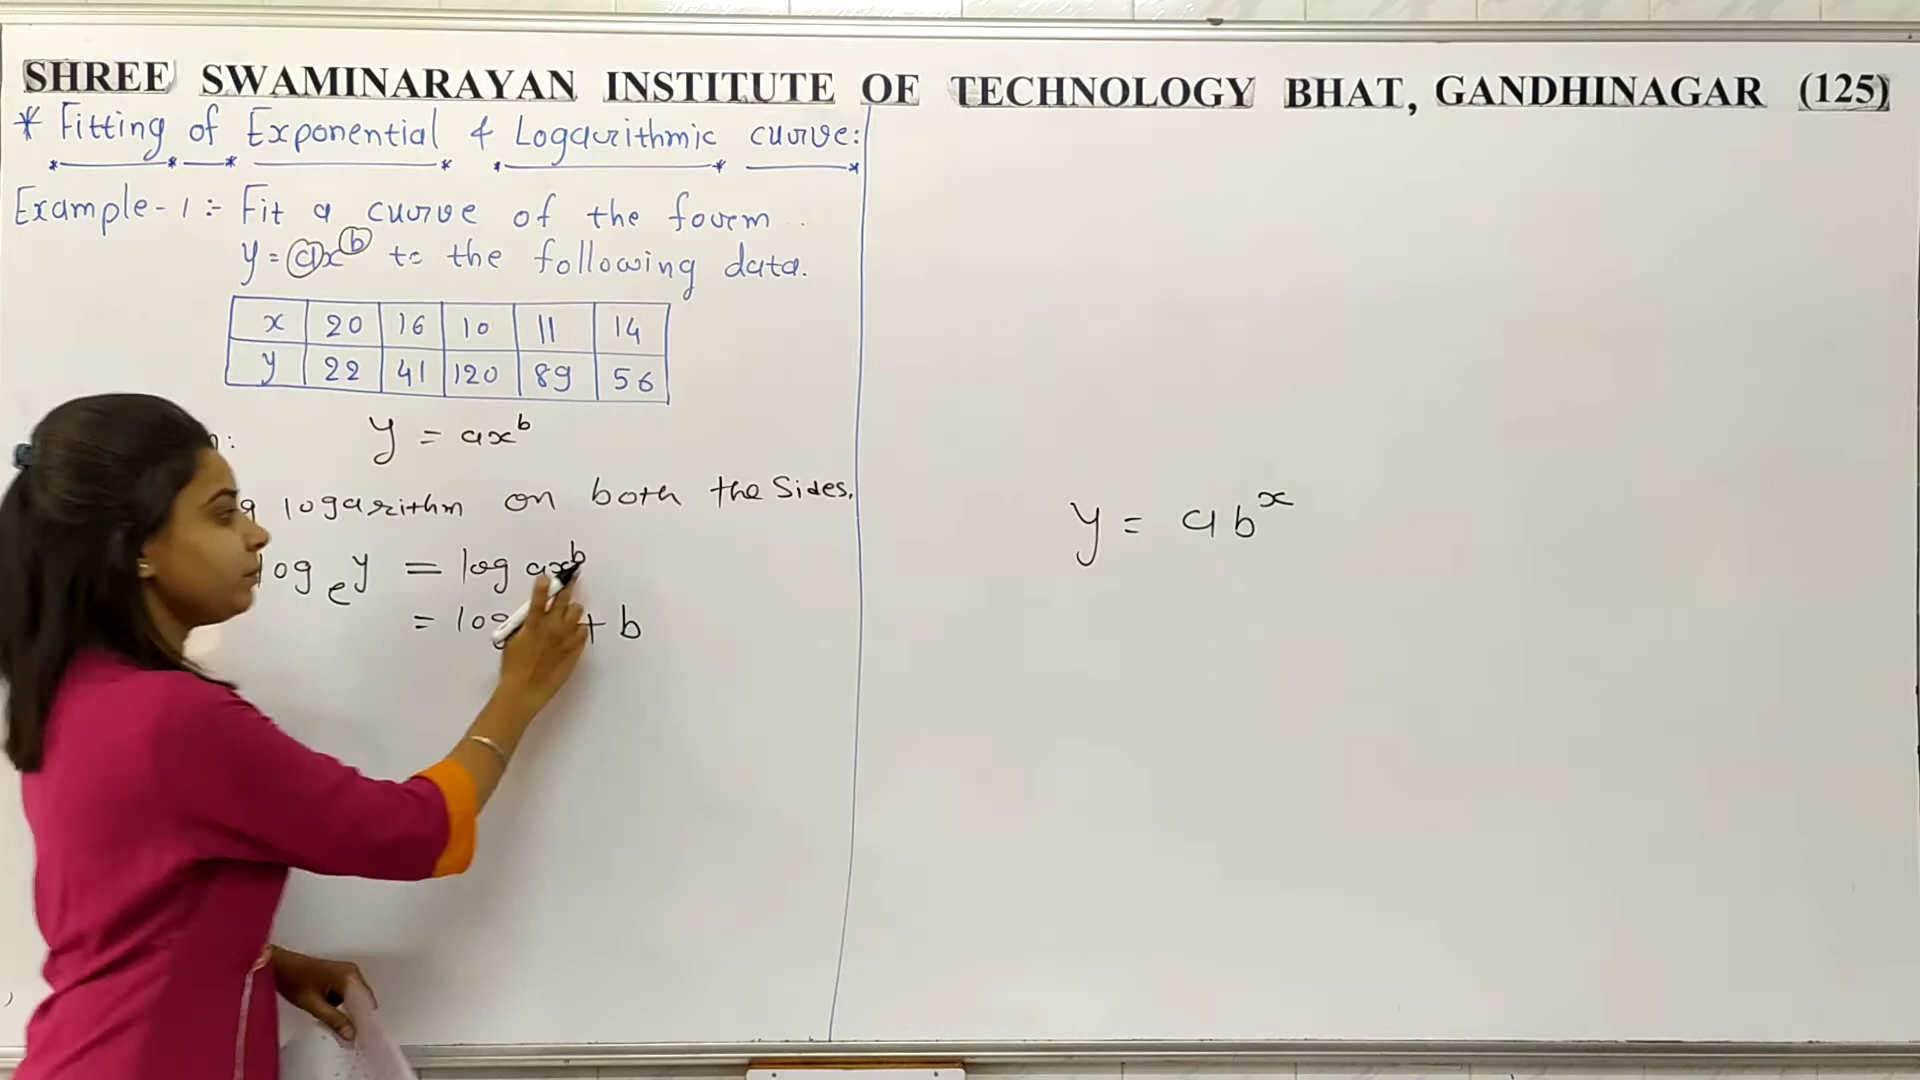 SHREE SWAMINARAYAN INSTITUTE OF TECHNOLOGY BHAT, GANDHINAGAR (125)
* Fitting of Exponential & Logarithmic curve:
Example-1:- Fit a curve of the form
y = ax^b to the following data.
x 20 16 10 11 14
y 22 41 120 89 56
y = ax^b
logarithm on both the Sides,
log_e y = log ax^b
= log + b
y = ab^x